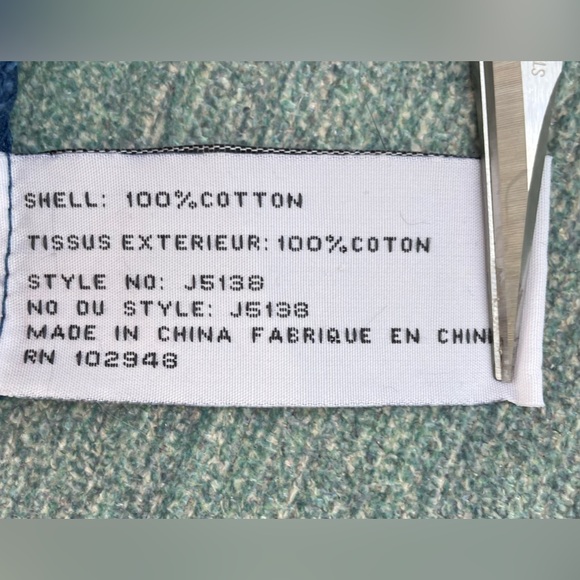 SHELL: 100%COTTON
TISSUS EXTERIEUR: 100%COTON
STYLE NO: J5138
NO DU STYLE: J5138
MADE IN CHINA FABRIQUE EN CHIN
RN 102948